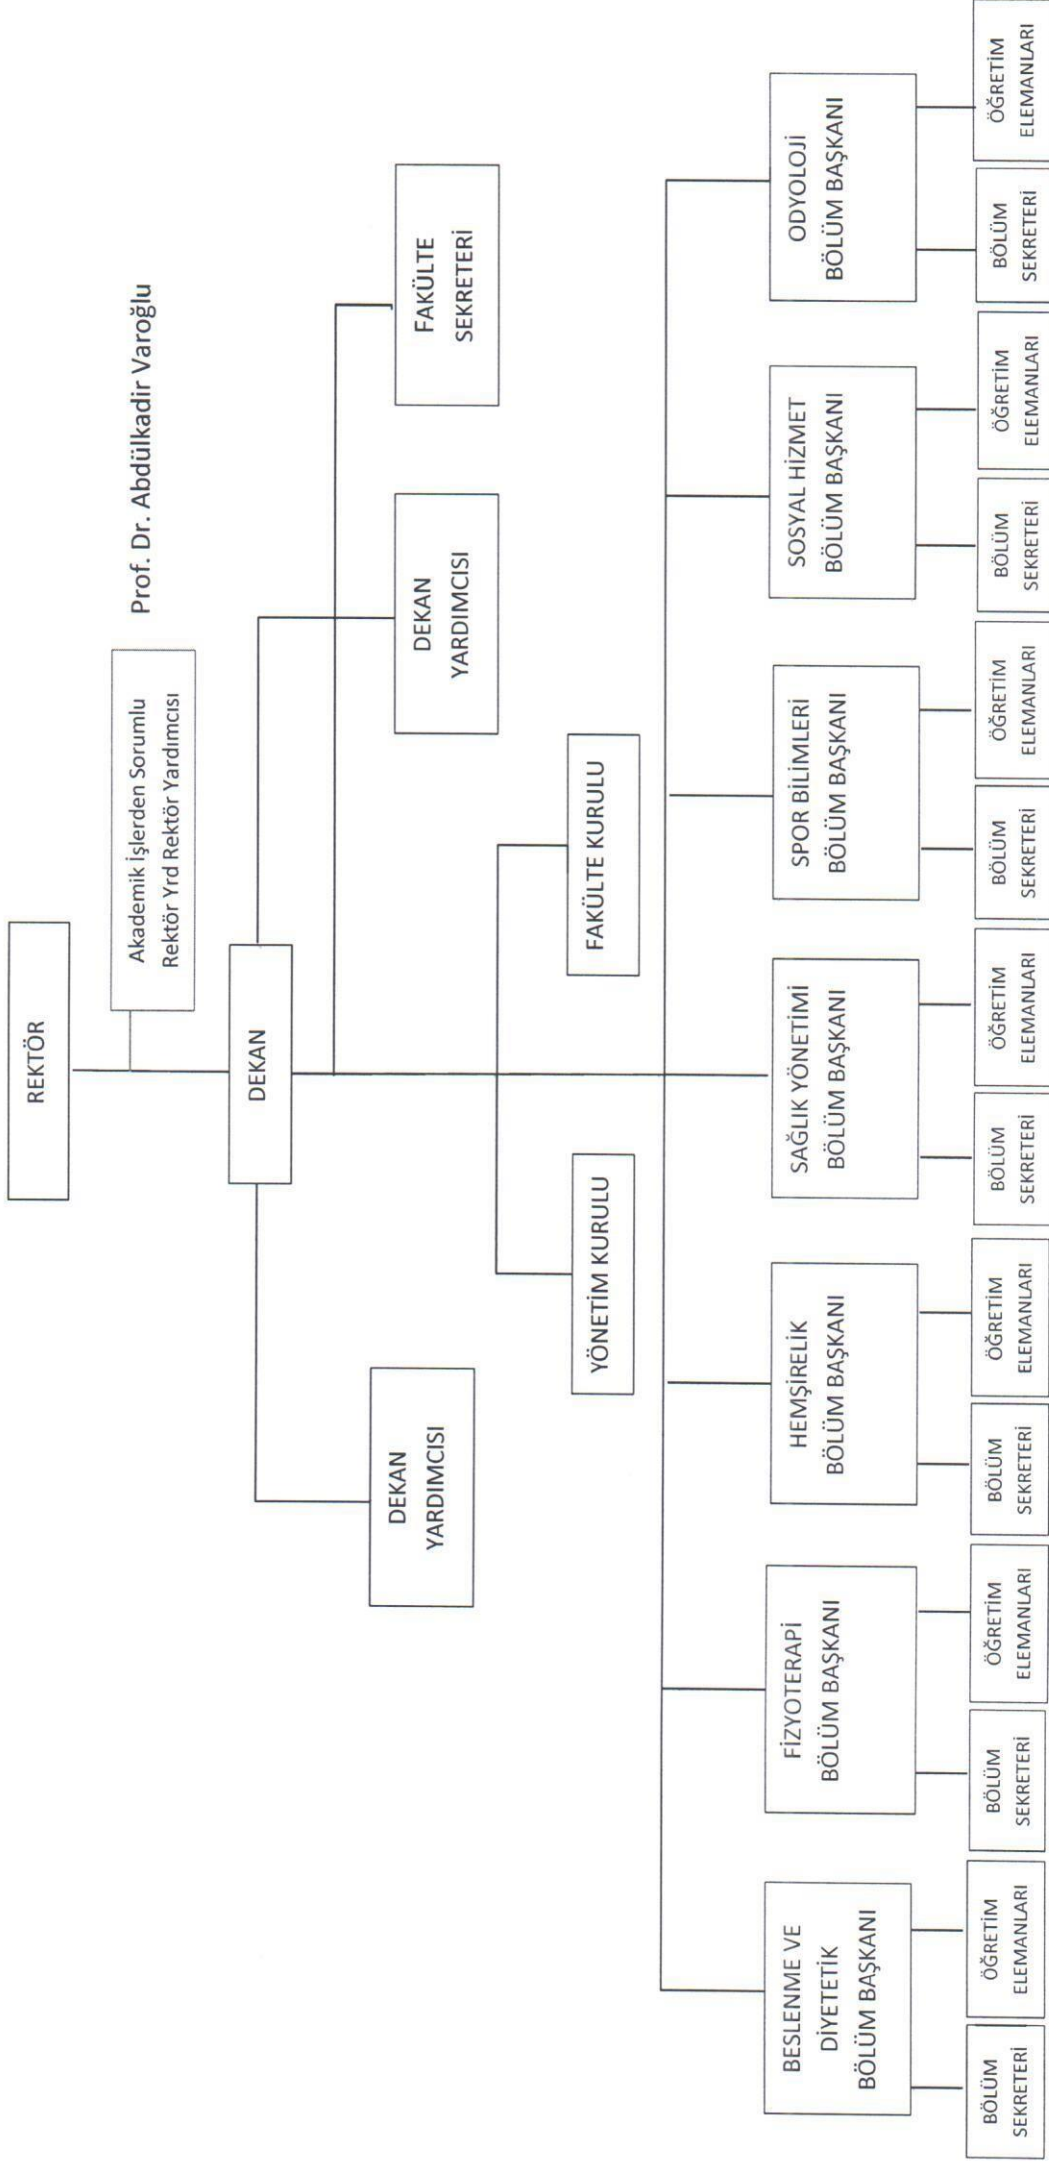 REKTÖR
Akademik İşlerden Sorumlu
Rektör Yrd Rektör Yardımcısı
Prof. Dr. Abdülkadir Varoğlu
DEKAN
DEKAN
YARDIMCISI
DEKAN
YARDIMCISI
FAKÜLTE
SEKRETERİ
YÖNETİM KURULU
FAKÜLTE KURULU
BESLENME VE
DİYETETİK
BÖLÜM BAŞKANI
FİZYOTERAPİ
BÖLÜM BAŞKANI
HEMŞİRELİK
BÖLÜM BAŞKANI
SAĞLIK YÖNETİMİ
BÖLÜM BAŞKANI
SPOR BİLİMLERİ
BÖLÜM BAŞKANI
SOSYAL HİZMET
BÖLÜM BAŞKANI
ODYOLOJİ
BÖLÜM BAŞKANI
BÖLÜM
SEKRETERİ
ÖĞRETİM
ELEMANLARI
BÖLÜM
SEKRETERİ
ÖĞRETİM
ELEMANLARI
BÖLÜM
SEKRETERİ
ÖĞRETİM
ELEMANLARI
BÖLÜM
SEKRETERİ
ÖĞRETİM
ELEMANLARI
BÖLÜM
SEKRETERİ
ÖĞRETİM
ELEMANLARI
BÖLÜM
SEKRETERİ
ÖĞRETİM
ELEMANLARI
BÖLÜM
SEKRETERİ
ÖĞRETİM
ELEMANLARI